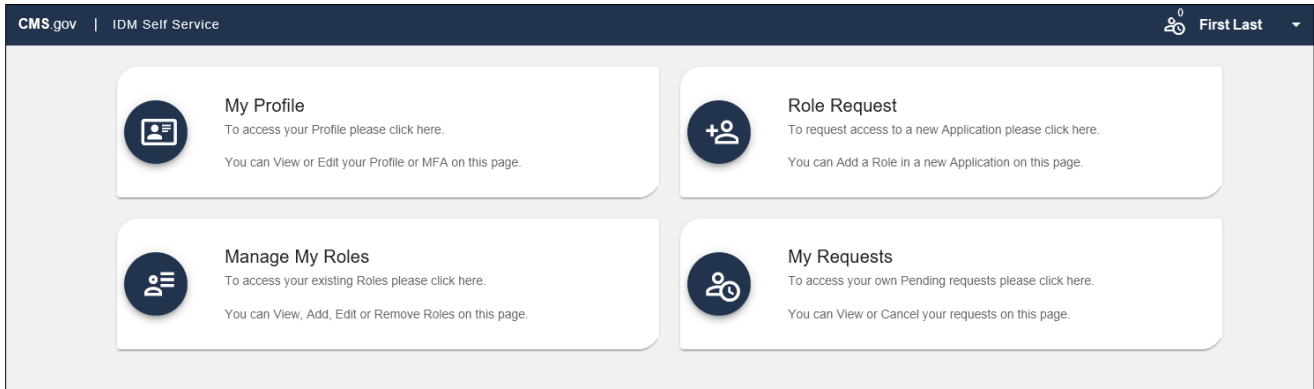 CMS.gov | IDM Self Service
0
First Last
My Profile
To access your Profile please click here.
You can View or Edit your Profile or MFA on this page.
Role Request
To request access to a new Application please click here.
You can Add a Role in a new Application on this page.
Manage My Roles
To access your existing Roles please click here.
You can View, Add, Edit or Remove Roles on this page.
My Requests
To access your own Pending requests please click here.
You can View or Cancel your requests on this page.